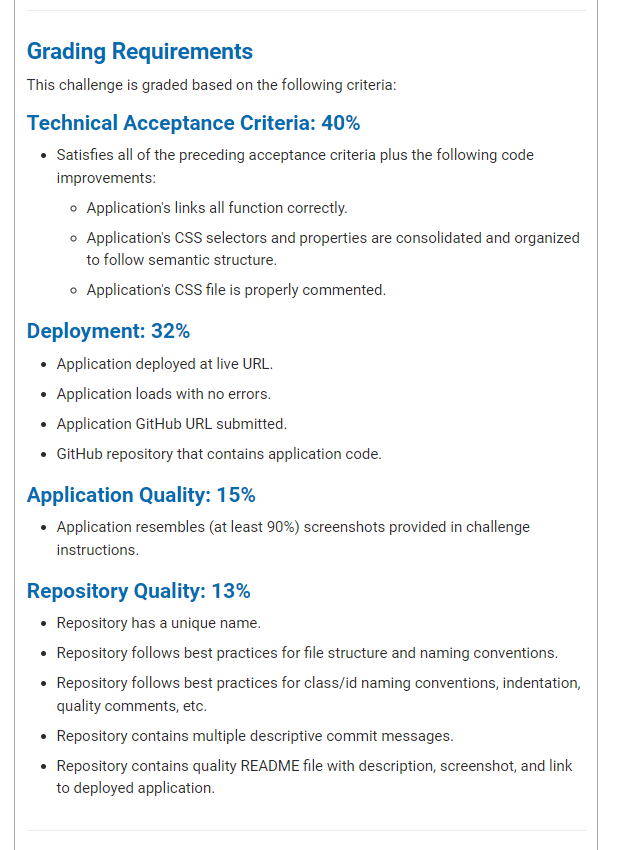 Grading Requirements
This challenge is graded based on the following criteria:
Technical Acceptance Criteria: 40%
Satisfies all of the preceding acceptance criteria plus the following code
improvements:
Application's links all function correctly.
Application's CSS selectors and properties are consolidated and organized
to follow semantic structure.
Application's CSS file is properly commented.
Deployment: 32%
Application deployed at live URL.
Application loads with no errors.
Application GitHub URL submitted.
GitHub repository that contains application code.
Application Quality: 15%
Application resembles (at least 90%) screenshots provided in challenge
instructions.
Repository Quality: 13%
Repository has a unique name.
Repository follows best practices for file structure and naming conventions.
Repository follows best practices for class/id naming conventions, indentation,
quality comments, etc.
Repository contains multiple descriptive commit messages.
Repository contains quality README file with description, screenshot, and link
to deployed application.